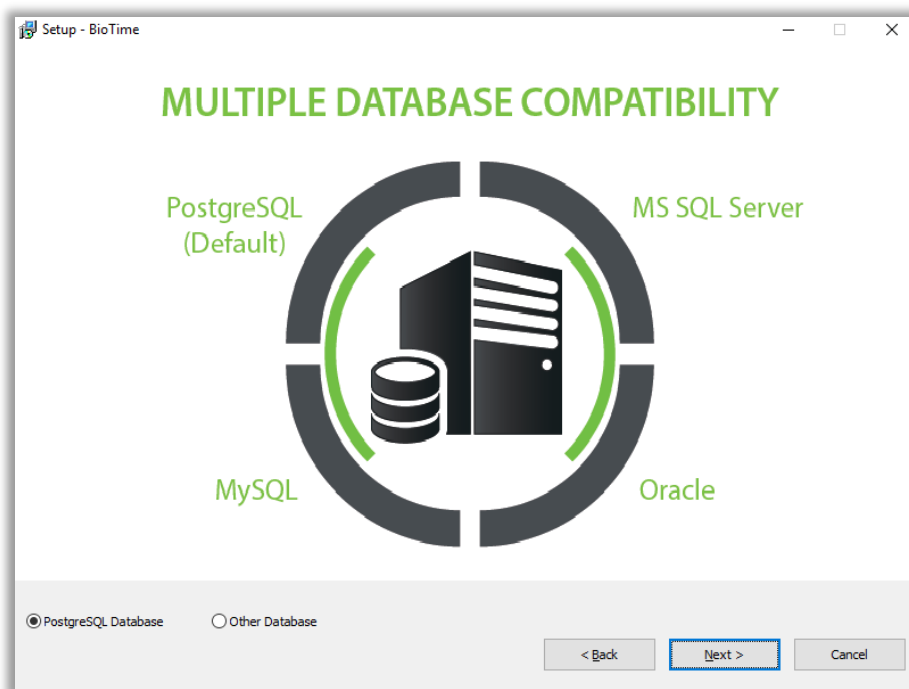 Setup - BioTime
MULTIPLE DATABASE COMPATIBILITY
PostgreSQL
(Default)
MS SQL Server
MySQL
Oracle
PostgreSQL Database
Other Database
< Back
Next >
Cancel